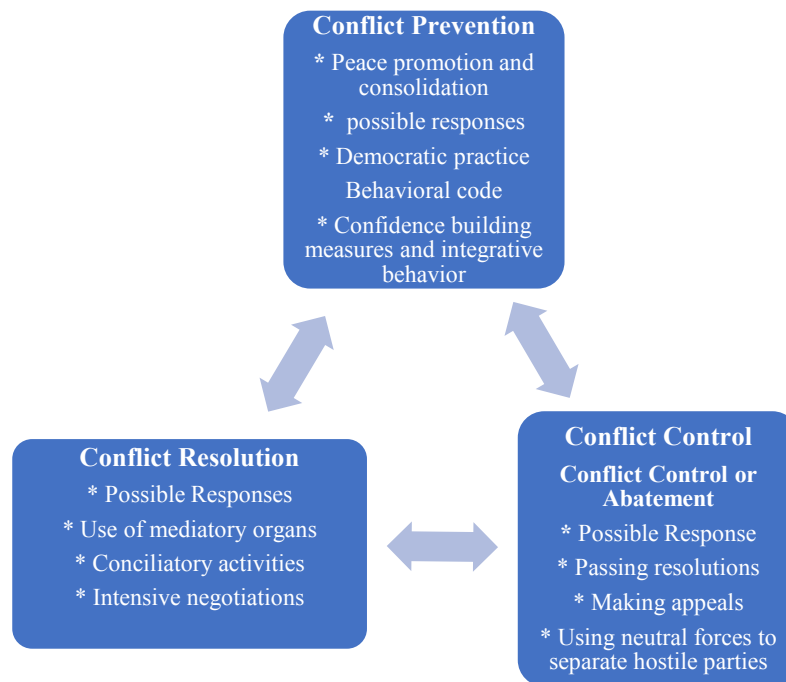 Conflict Prevention
* Peace promotion and
consolidation
* possible responses
* Democratic practice
Behavioral code
* Confidence building
measures and integrative
behavior
Conflict Resolution
* Possible Responses
* Use of mediatory organs
* Conciliatory activities
* Intensive negotiations
Conflict Control
Conflict Control or
Abatement
* Possible Response
* Passing resolutions
* Making appeals
* Using neutral forces to
separate hostile parties